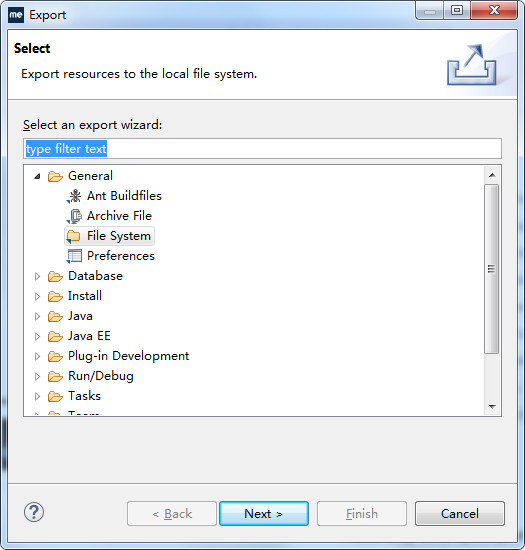 me Export
Select
Export resources to the local file system.
Select an export wizard:
type filter text
General
Ant Buildfiles
Archive File
File System
Preferences
Database
Install
Java
Java EE
Plug-in Development
Run/Debug
Tasks
Team
? < Back Next > Finish Cancel